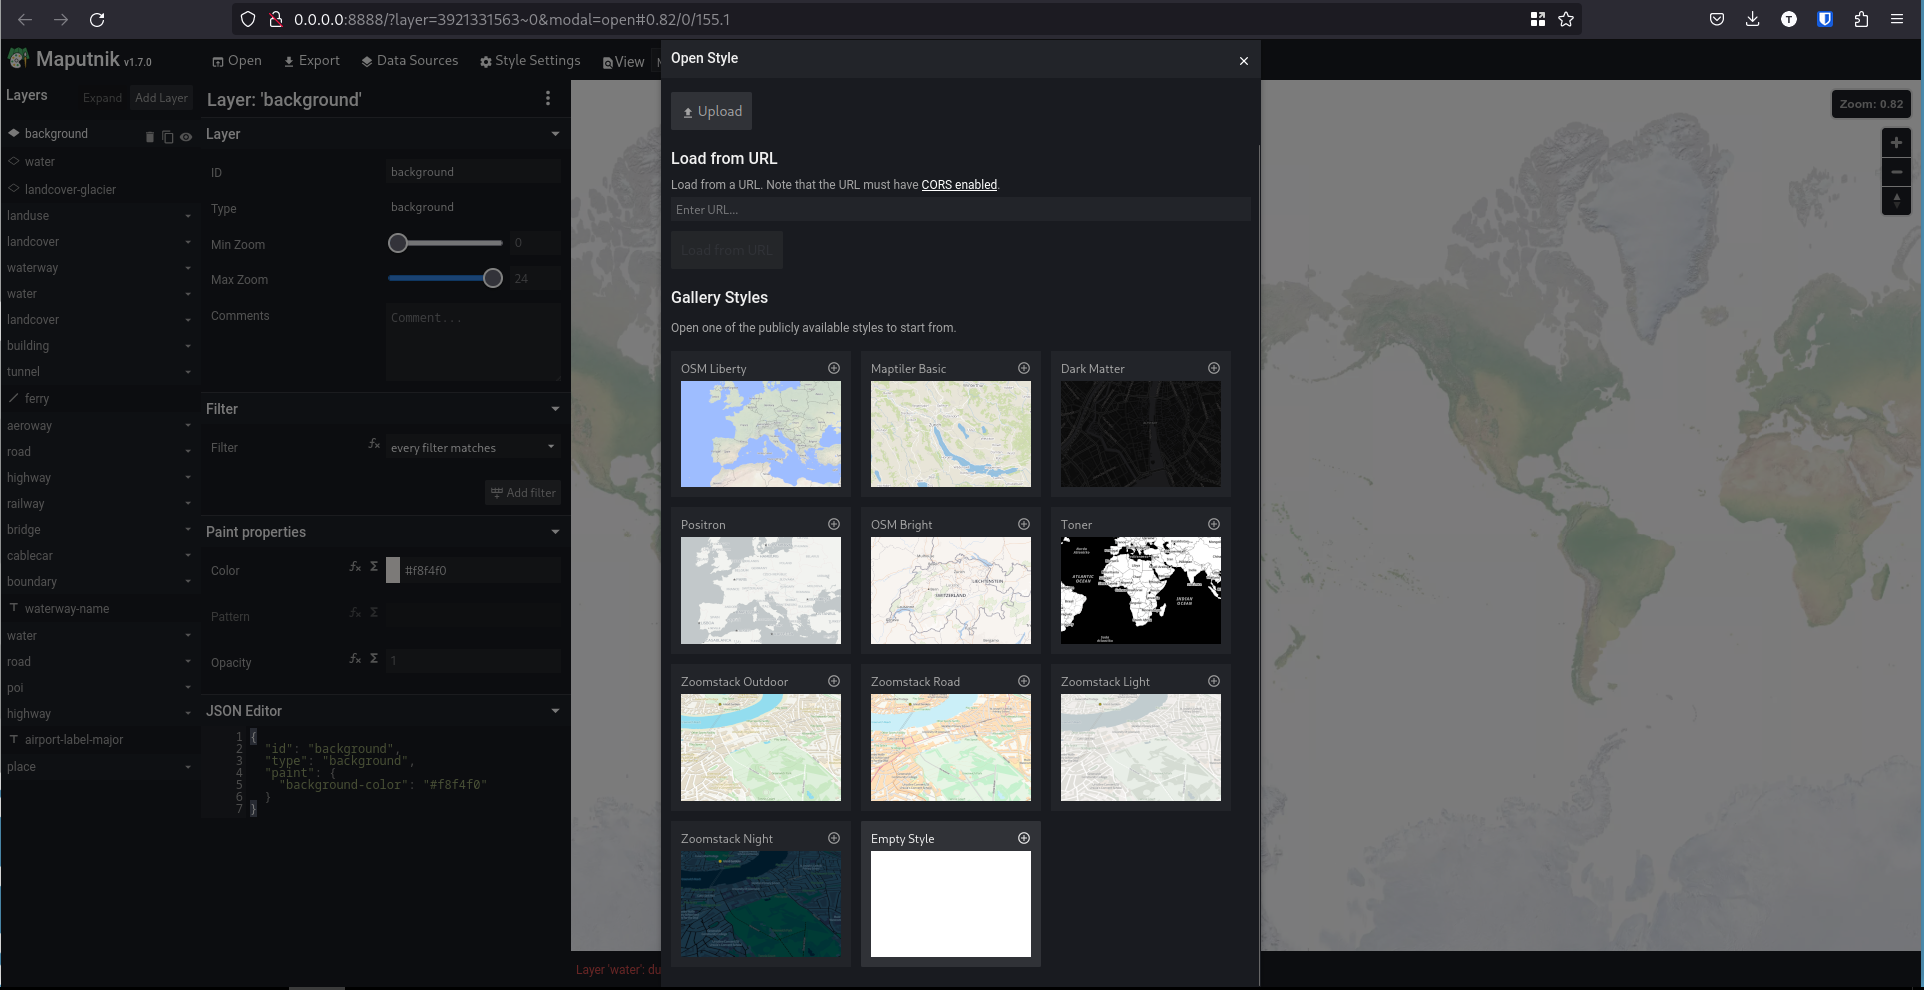 0.0.0.0:8888/?layer=3921331563~0&modal=open#0.82/0/155.1
T
Maputnik v1.7.0
Open
Export
Data Sources
Style Settings
View
Open Style
Layers
Expand
Add Layer
background
water
landcover-glacier
landuse
landcover
waterway
water
landcover
building
tunnel
ferry
aeroway
road
highway
railway
bridge
cablecar
boundary
waterway-name
water
road
poi
highway
airport-label-major
place
Layer: 'background'
Layer
ID
background
Type
background
Min Zoom
0
Max Zoom
24
Comments
Comment...
Filter
Filter
every filter matches
Add filter
Paint properties
Color
#f8f4f0
Pattern
Opacity
1
JSON Editor
1 {
2 "id": "background",
3 "type": "background",
4 "paint": {
5 "background-color": "#f8f4f0"
6 }
7 }
Upload
Load from URL
Load from a URL. Note that the URL must have CORS enabled.
Enter URL...
Load from URL
Gallery Styles
Open one of the publicly available styles to start from.
OSM Liberty
Maptiler Basic
Dark Matter
Positron
OSM Bright
LIECHTENSTEIN
SWITZERLAND
Toner
ATLANTIC
OCEAN
INDIAN
OCEAN
Zoomstack Outdoor
Zoomstack Road
Zoomstack Light
Zoomstack Night
Empty Style
Zoom: 0.82
Layer 'water': du